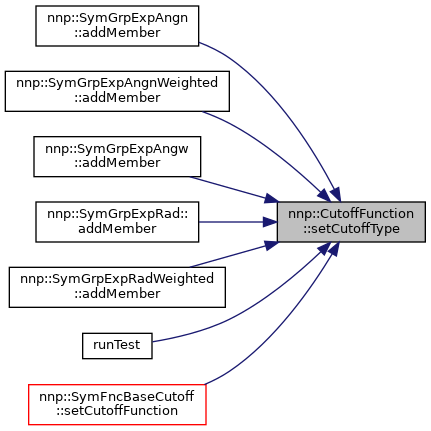 nnp::SymGrpExpAngn
::addMember
nnp::SymGrpExpAngnWeighted
::addMember
nnp::SymGrpExpAngw
::addMember
nnp::CutoffFunction
::setCutoffType
nnp::SymGrpExpRad::
addMember
nnp::SymGrpExpRadWeighted
::addMember
runTest
nnp::SymFncBaseCutoff
::setCutoffFunction